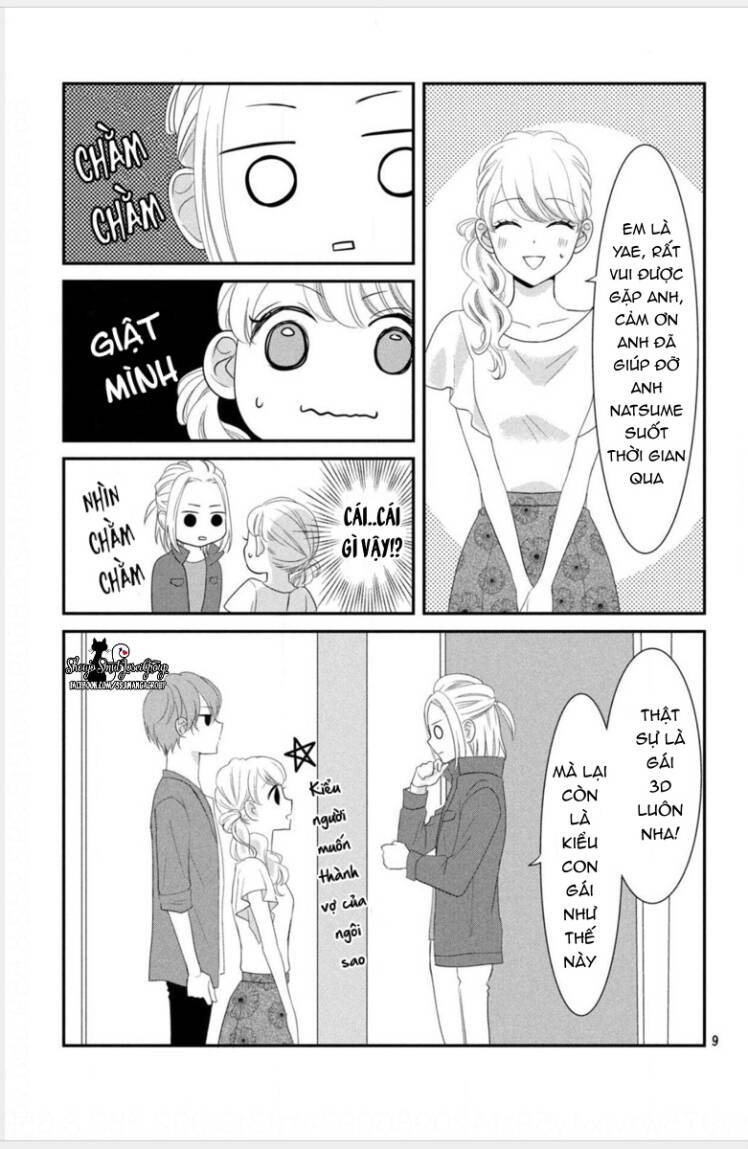 EM LÀ
YAE, RẤT
VUI ĐƯỢC
GẶP ANH,
CẢM ƠN
ANH ĐÃ
GIÚP ĐỠ
ANH
NATSUME
SUỐT
THỜI GIAN
QUA
CHẰM
CHẰM
GIẬT
MÌNH
CÁI..CÁI
GÌ VẬY!?
NHÌN
CHẰM
CHẰM
THẬT
SỰ LÀ
GÁI
3D
LUÔN
NHA!
MÀ LẠI
CÒN
LÀ
KIỂU
CON
GÁI
NHƯ
THẾ
NÀY
Kiểu
người
muốn
thành
vợ của
ngôi
sao
9